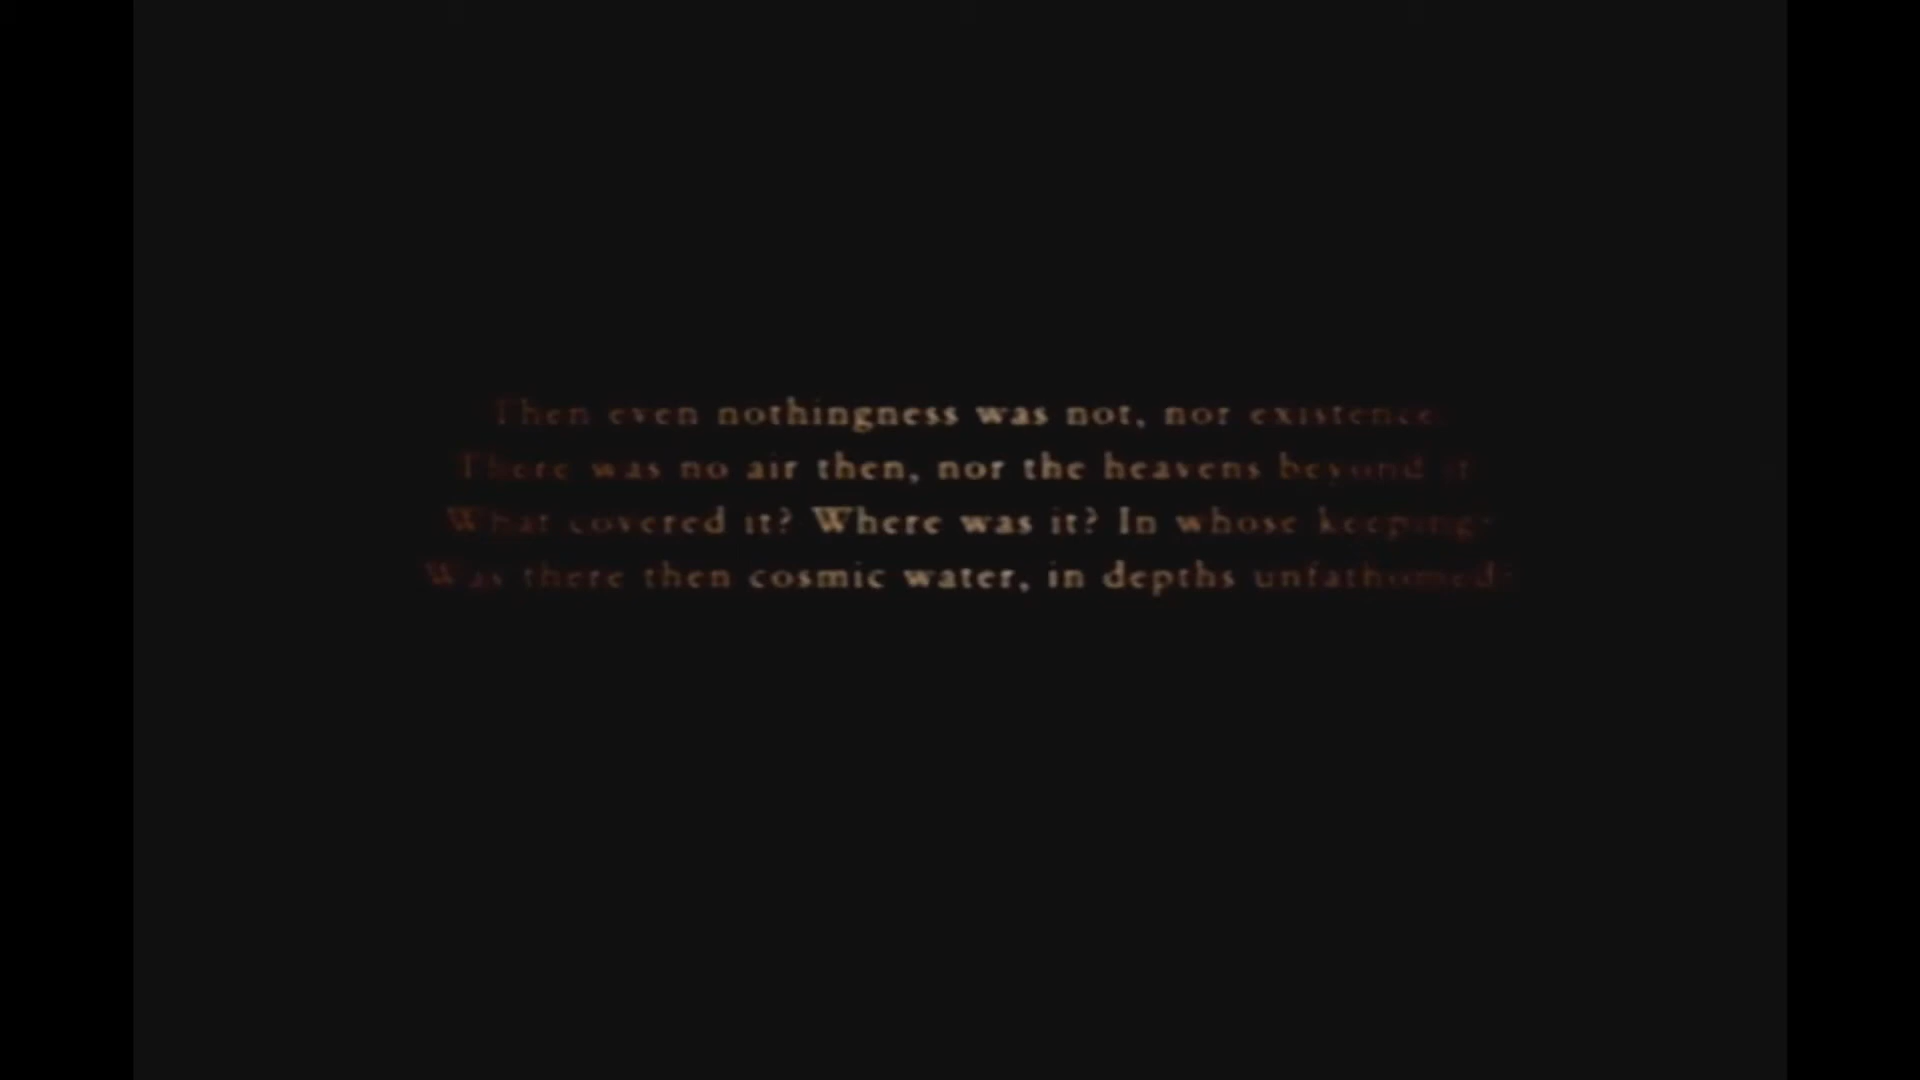 Then even nothingness was not, nor existence.
There was no air then, nor the heavens beyond it.
What covered it? Where was it? In whose keeping?
Was there then cosmic water, in depths unfathomed?